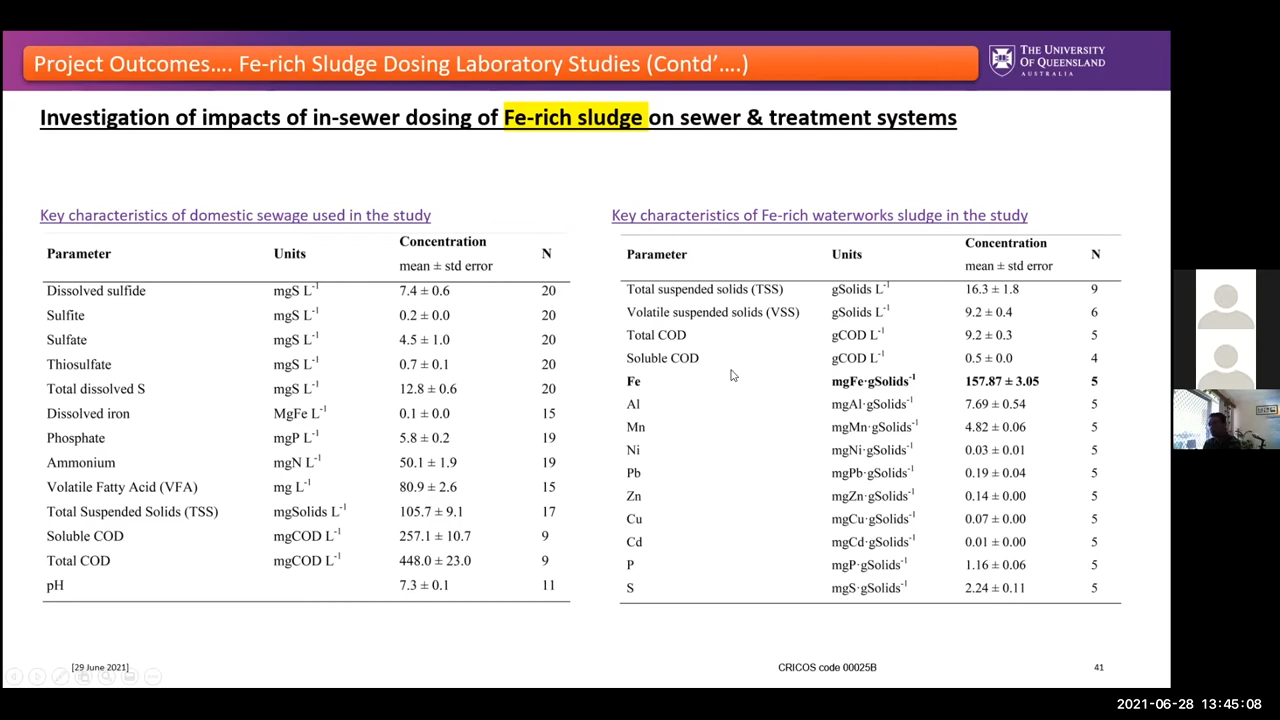 Project Outcomes…. Fe-rich Sludge Dosing Laboratory Studies (Contd'….)
THE UNIVERSITY
OF QUEENSLAND
AUSTRALIA
Investigation of impacts of in-sewer dosing of Fe-rich sludge on sewer & treatment systems
Key characteristics of domestic sewage used in the study
Parameter Units Concentration mean ± std error N
Dissolved sulfide mgS L-1 7.4 ± 0.6 20
Sulfite mgS L-1 0.2 ± 0.0 20
Sulfate mgS L-1 4.5 ± 1.0 20
Thiosulfate mgS L-1 0.7 ± 0.1 20
Total dissolved S mgS L-1 12.8 ± 0.6 20
Dissolved iron MgFe L-1 0.1 ± 0.0 15
Phosphate mgP L-1 5.8 ± 0.2 19
Ammonium mgN L-1 50.1 ± 1.9 19
Volatile Fatty Acid (VFA) mg L-1 80.9 ± 2.6 15
Total Suspended Solids (TSS) mgSolids L-1 105.7 ± 9.1 17
Soluble COD mgCOD L-1 257.1 ± 10.7 9
Total COD mgCOD L-1 448.0 ± 23.0 9
pH 7.3 ± 0.1 11
Key characteristics of Fe-rich waterworks sludge in the study
Parameter Units Concentration mean ± std error N
Total suspended solids (TSS) gSolids L-1 16.3 ± 1.8 9
Volatile suspended solids (VSS) gSolids L-1 9.2 ± 0.4 6
Total COD gCOD L-1 9.2 ± 0.3 5
Soluble COD gCOD L-1 0.5 ± 0.0 4
Fe mgFe·gSolids-1 157.87 ± 3.05 5
Al mgAl·gSolids-1 7.69 ± 0.54 5
Mn mgMn·gSolids-1 4.82 ± 0.06 5
Ni mgNi·gSolids-1 0.03 ± 0.01 5
Pb mgPb·gSolids-1 0.19 ± 0.04 5
Zn mgZn·gSolids-1 0.14 ± 0.00 5
Cu mgCu·gSolids-1 0.07 ± 0.00 5
Cd mgCd·gSolids-1 0.01 ± 0.00 5
P mgP·gSolids-1 1.16 ± 0.06 5
S mgS·gSolids-1 2.24 ± 0.11 5
[29 June 2021]
CRICOS code 00025B
41
2021-06-28 13:45:08